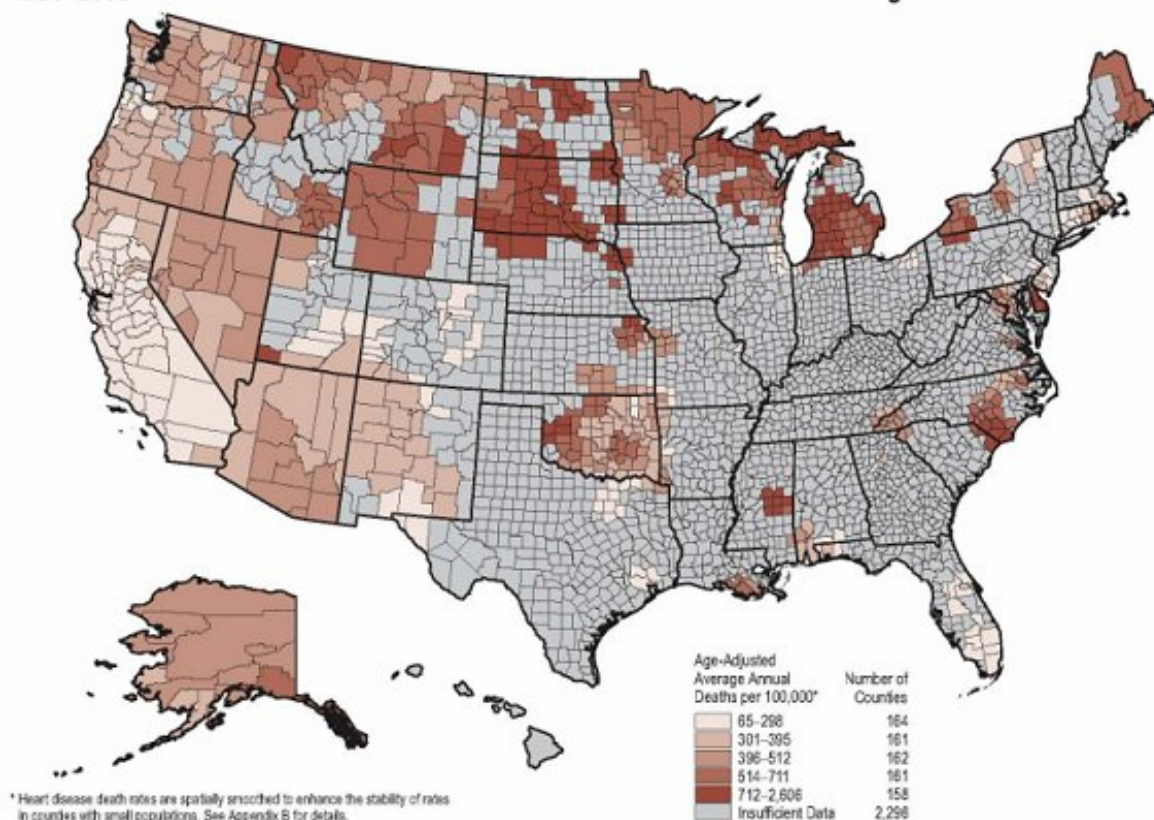 Age-Adjusted
Average Annual
Deaths per 100,000*
Number of
Counties
65–298 164
301–395 161
396–512 162
514–711 161
712–2,606 158
Insufficient Data 2,298
* Heart disease death rates are spatially smoothed to enhance the stability of rates
in counties with small populations. See Appendix B for details.